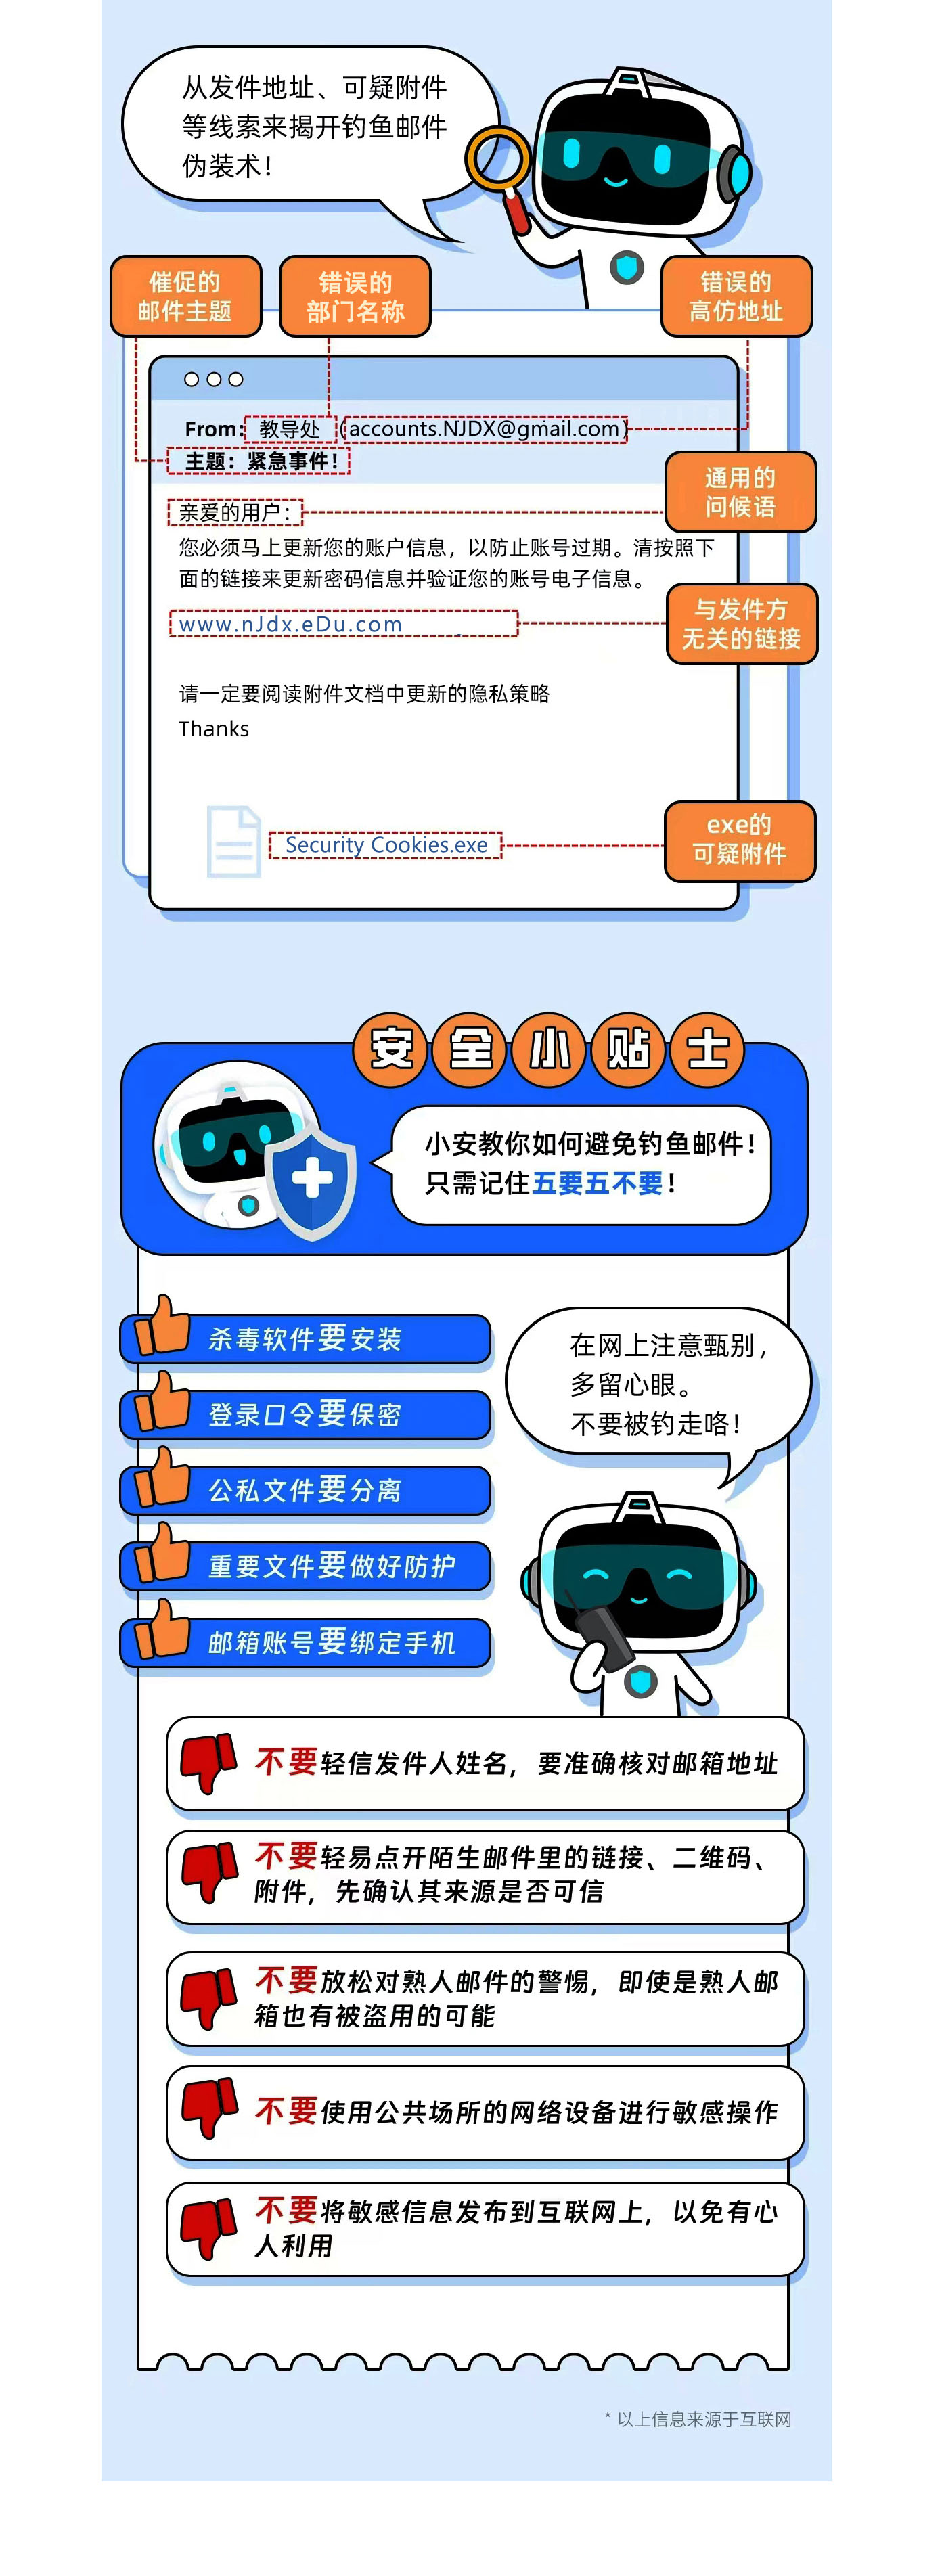 从发件地址、可疑附件
等线索来揭开钓鱼邮件
伪装术！
催促的
邮件主题
错误的
部门名称
错误的
高仿地址
From: 教导处 (accounts.NJDX@gmail.com)
主题：紧急事件！
亲爱的用户：
通用的
问候语
您必须马上更新您的账户信息，以防止账号过期。清按照下
面的链接来更新密码信息并验证您的账号电子信息。
www.nJdx.eDu.com
与发件方
无关的链接
请一定要阅读附件文档中更新的隐私策略
Thanks
Security Cookies.exe
exe的
可疑附件
安全小贴士
小安教你如何避免钓鱼邮件！
只需记住五要五不要！
杀毒软件要安装
登录口令要保密
公私文件要分离
重要文件要做好防护
邮箱账号要绑定手机
在网上注意甄别，
多留心眼。
不要被钓走咯！
不要轻信发件人姓名，要准确核对邮箱地址
不要轻易点开陌生邮件里的链接、二维码、
附件，先确认其来源是否可信
不要放松对熟人邮件的警惕，即使是熟人邮
箱也有被盗用的可能
不要使用公共场所的网络设备进行敏感操作
不要将敏感信息发布到互联网上，以免有心
人利用
* 以上信息来源于互联网